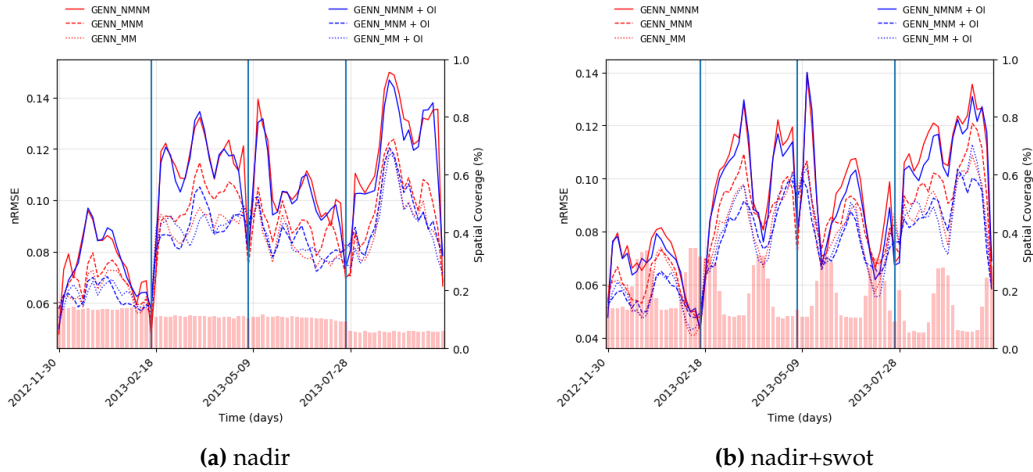 GENN_NMNM
GENN_MNM
GENN_MM
GENN_NMNM + OI
GENN_MNM + OI
GENN_MM + OI
nRMSE
0.14
0.12
0.10
0.08
0.06
1.0
0.8
0.6
0.4
0.2
0.0
Spatial Coverage (%)
2012-11-30
2013-02-18
2013-05-09
2013-07-28
Time (days)
(a) nadir
GENN_NMNM
GENN_MNM
GENN_MM
GENN_NMNM + OI
GENN_MNM + OI
GENN_MM + OI
nRMSE
0.14
0.12
0.10
0.08
0.06
0.04
1.0
0.8
0.6
0.4
0.2
0.0
Spatial Coverage (%)
2012-11-30
2013-02-18
2013-05-09
2013-07-28
Time (days)
(b) nadir+swot